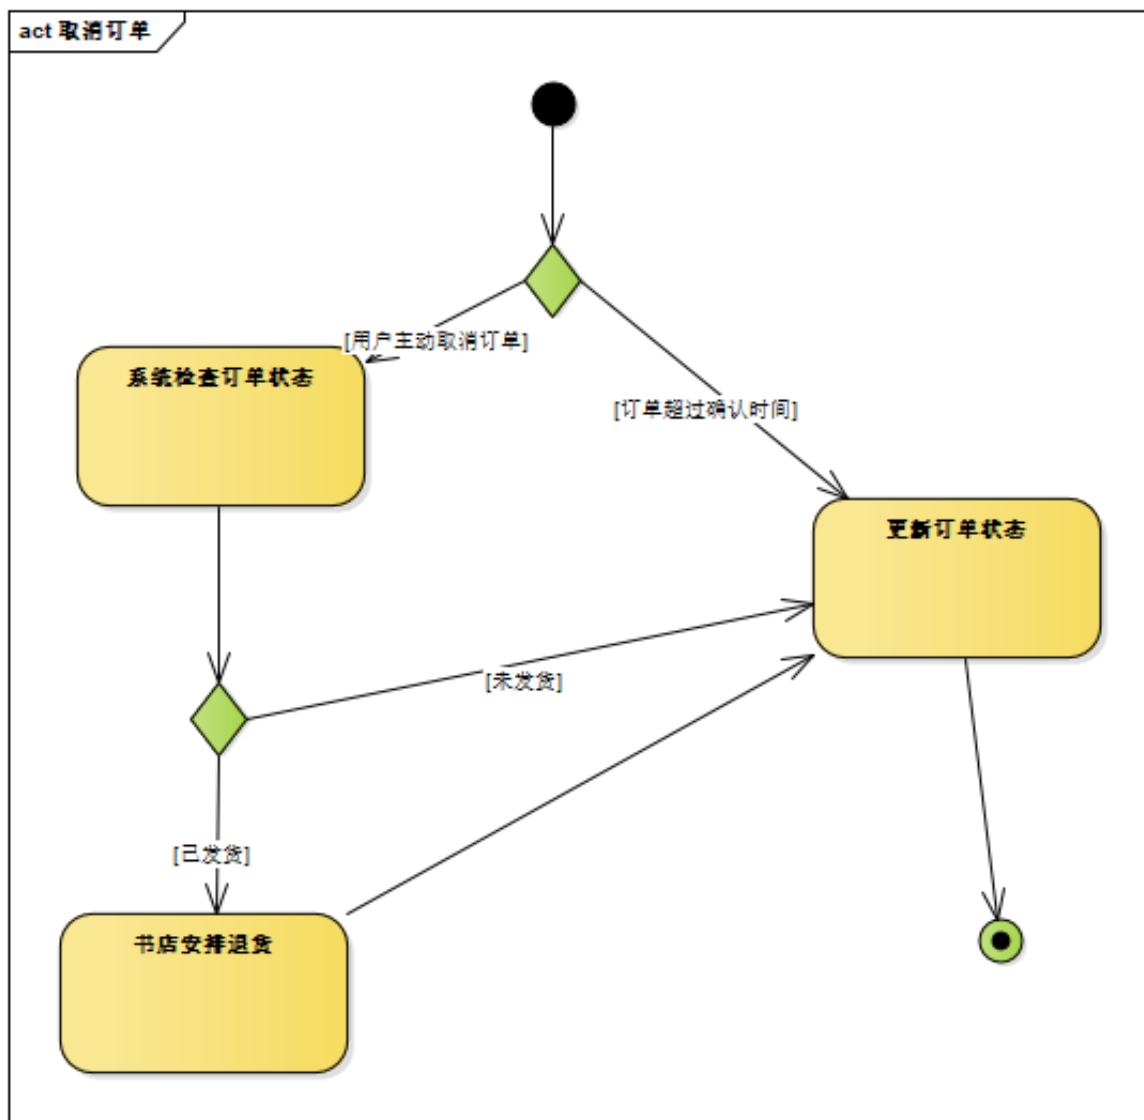 act 取消订单
[用户主动取消订单]
系统检查订单状态
[订单超过确认时间]
更新订单状态
[未发货]
[已发货]
书店安排退货